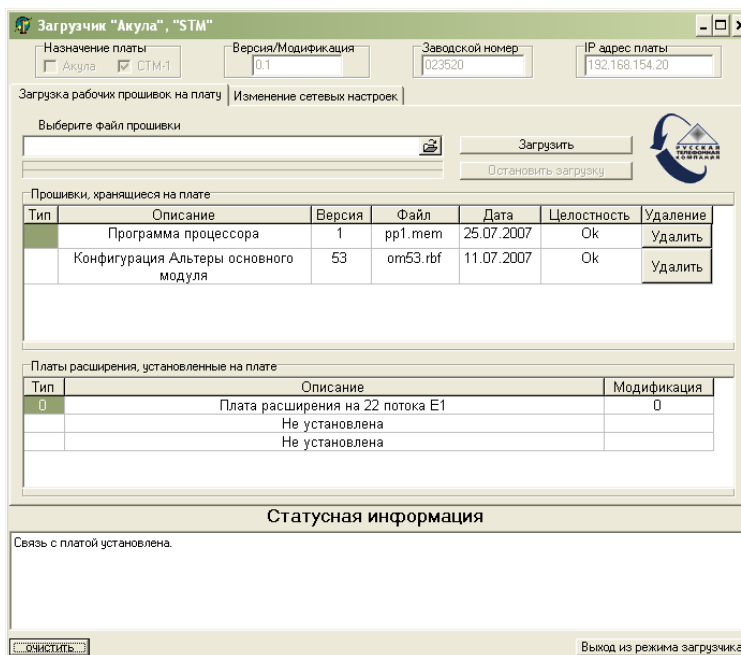 Загрузчик "Акула", "STM"
Назначение платы
Акула
СТМ-1
Версия/Модификация
0.1
Заводской номер
023520
IP адрес платы
192.168.154.20
Загрузка рабочих прошивок на плату
Изменение сетевых настроек
Выберите файл прошивки
Загрузить
Остановить загрузку
РУССКАЯ
ТЕЛЕФОННАЯ
КОМПАНИЯ
Прошивки, хранящиеся на плате
Тип Описание Версия Файл Дата Целостность Удаление
Программа процессора 1 pp1.mem 25.07.2007 Ok Удалить
Конфигурация Альтеры основного модуля 53 om53.rbf 11.07.2007 Ok Удалить
Платы расширения, установленные на плате
Тип Описание Модификация
0 Плата расширения на 22 потока E1 0
Не установлена
Не установлена
Статусная информация
Связь с платой установлена.
очистить
Выход из режима загрузчика